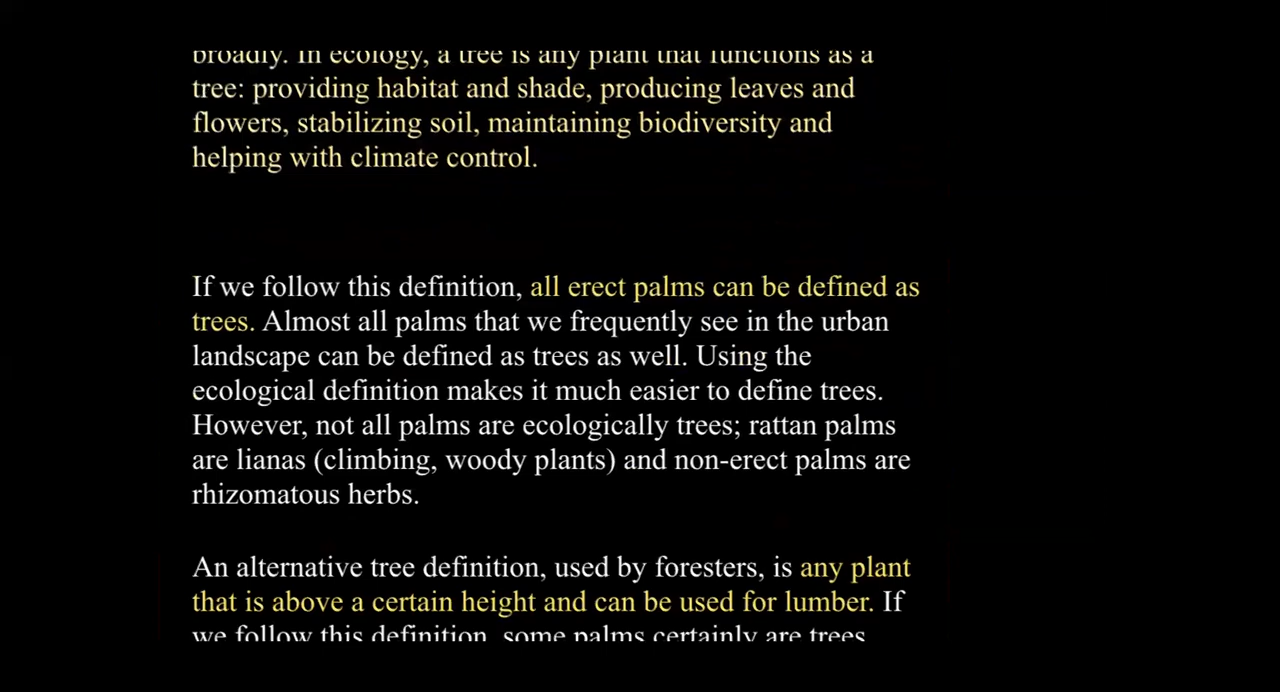 broadly. In ecology, a tree is any plant that functions as a
tree: providing habitat and shade, producing leaves and
flowers, stabilizing soil, maintaining biodiversity and
helping with climate control.
If we follow this definition, all erect palms can be defined as
trees. Almost all palms that we frequently see in the urban
landscape can be defined as trees as well. Using the
ecological definition makes it much easier to define trees.
However, not all palms are ecologically trees; rattan palms
are lianas (climbing, woody plants) and non-erect palms are
rhizomatous herbs.
An alternative tree definition, used by foresters, is any plant
that is above a certain height and can be used for lumber. If
we follow this definition, some palms certainly are trees